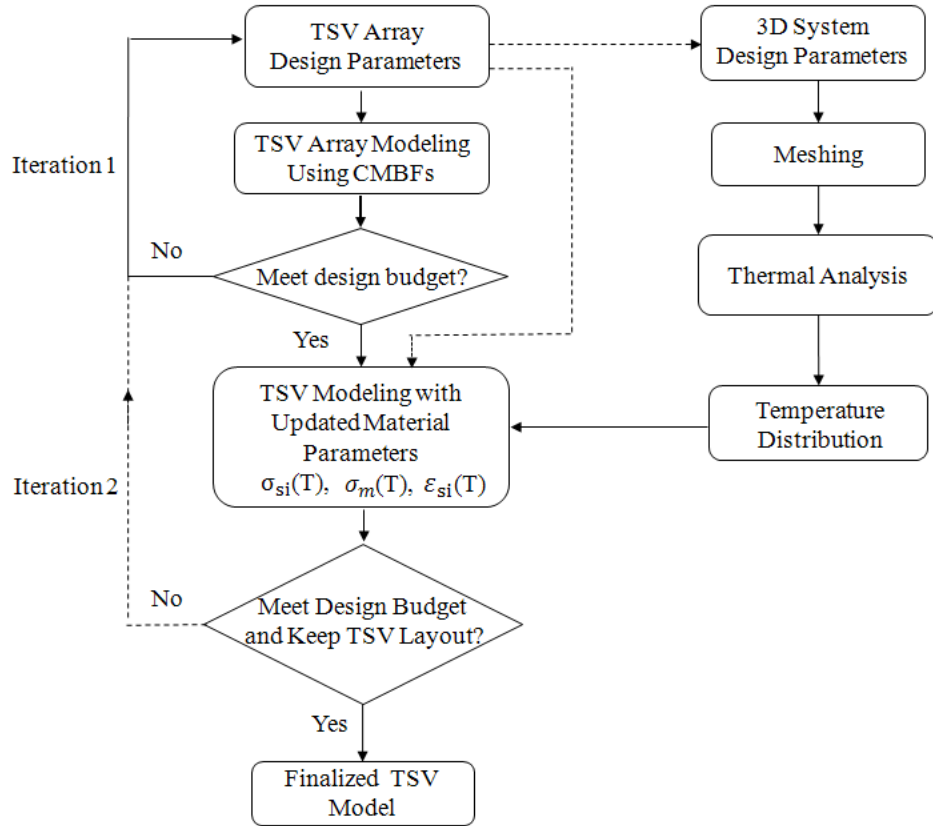 TSV Array
Design Parameters
3D System
Design Parameters
TSV Array Modeling
Using CMBFs
Meshing
Iteration 1
No
Meet design budget?
Thermal Analysis
Yes
TSV Modeling with
Updated Material
Parameters
σsi(T), σm(T), εsi(T)
Temperature
Distribution
Iteration 2
No
Meet Design Budget
and Keep TSV Layout?
Yes
Finalized TSV
Model